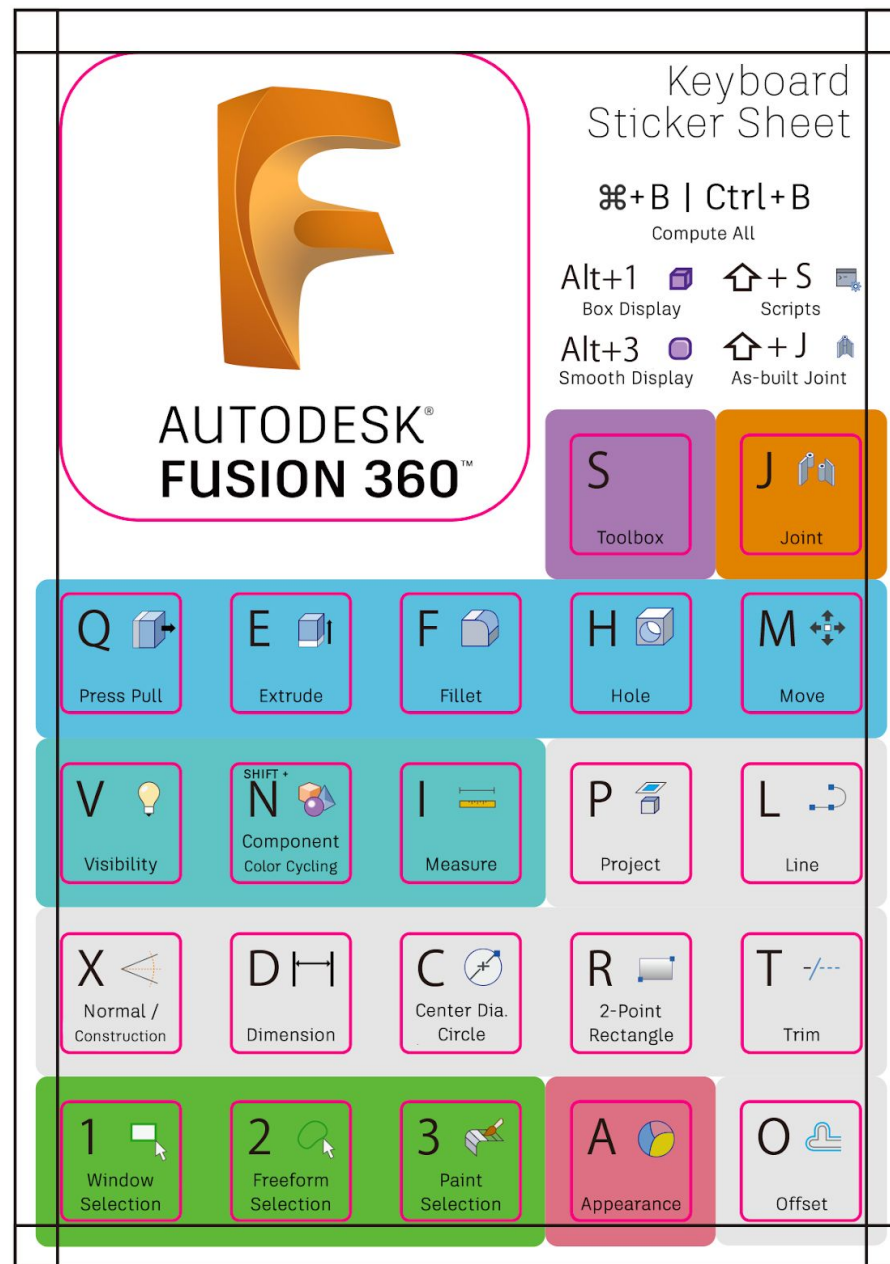 Keyboard
Sticker Sheet
⌘+B | Ctrl+B
Compute All
Alt+1
Box Display
⇧+S
Scripts
Alt+3
Smooth Display
⇧+J
As-built Joint
AUTODESK®
FUSION 360™
S
Toolbox
J
Joint
Q
Press Pull
E
Extrude
F
Fillet
H
Hole
M
Move
V
Visibility
SHIFT +
N
Component
Color Cycling
I
Measure
P
Project
L
Line
X
Normal /
Construction
D
Dimension
C
Center Dia.
Circle
R
2-Point
Rectangle
T
Trim
1
Window
Selection
2
Freeform
Selection
3
Paint
Selection
A
Appearance
O
Offset